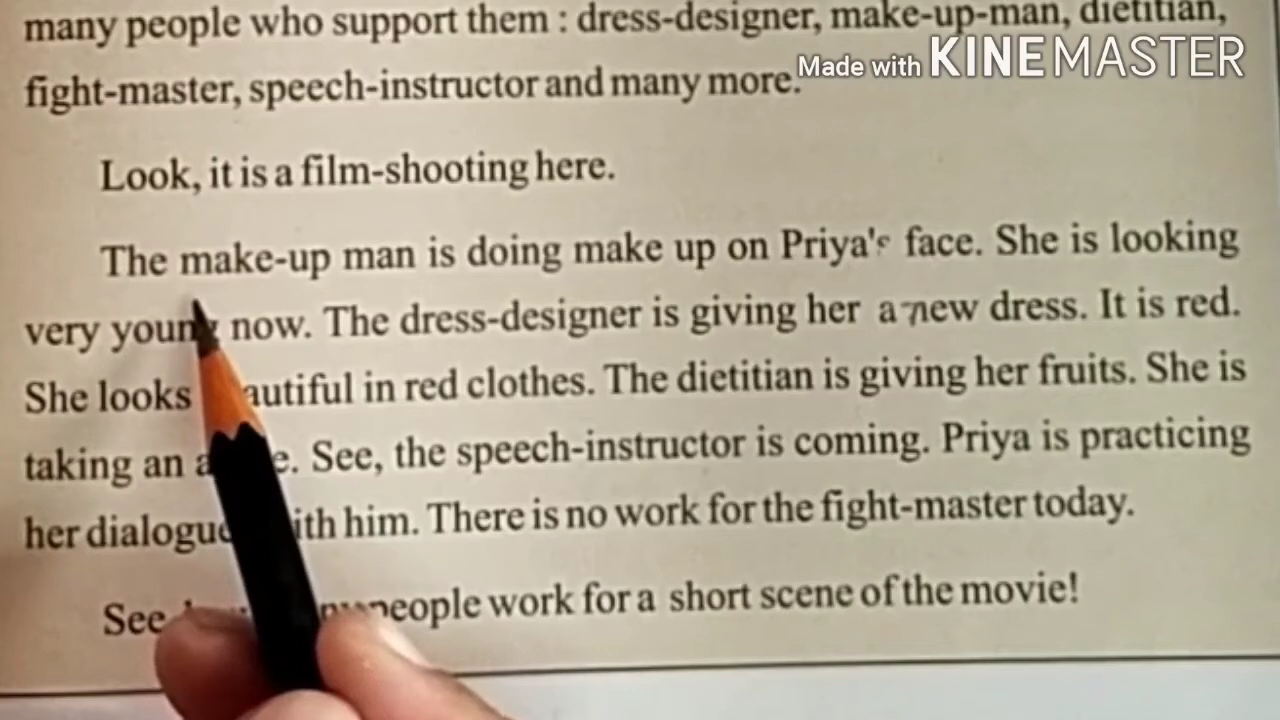 many people who support them : dress-designer, make-up-man, dietitian,
Made with KINEMASTER
fight-master, speech-instructor and many more.
Look, it is a film-shooting here.
The make-up man is doing make up on Priya's face. She is looking
very young now. The dress-designer is giving her a new dress. It is red.
She looks beautiful in red clothes. The dietitian is giving her fruits. She is
taking an See, the speech-instructor is coming. Priya is practicing
her dialogue with him. There is no work for the fight-master today.
See people work for a short scene of the movie!